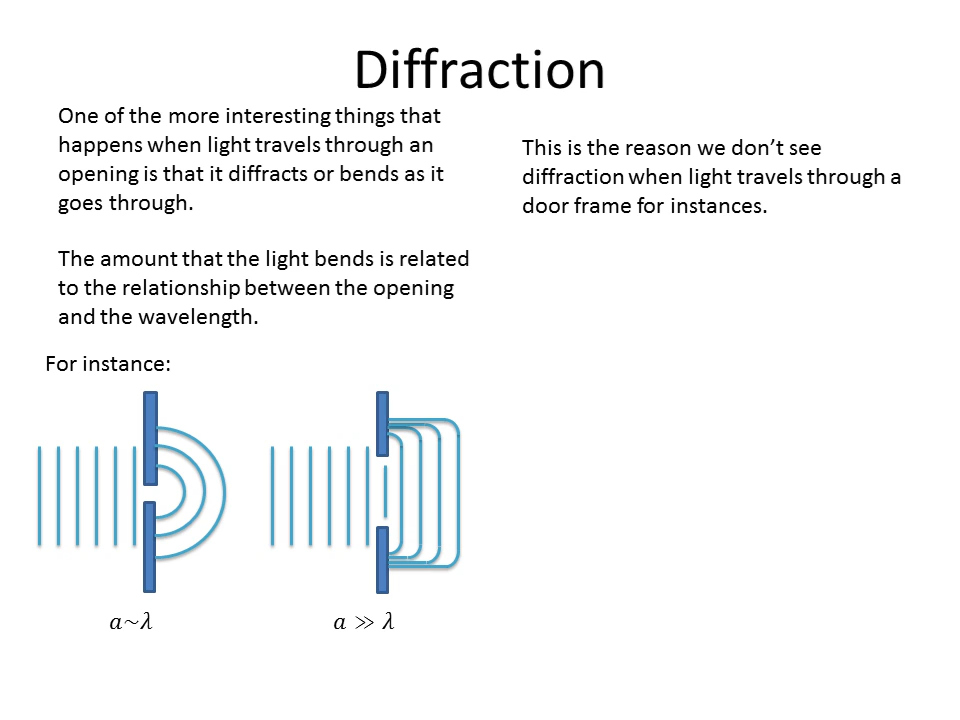 Diffraction
One of the more interesting things that
happens when light travels through an
opening is that it diffracts or bends as it
goes through.
The amount that the light bends is related
to the relationship between the opening
and the wavelength.
For instance:
a~λ
a ≫ λ
This is the reason we don’t see
diffraction when light travels through a
door frame for instances.